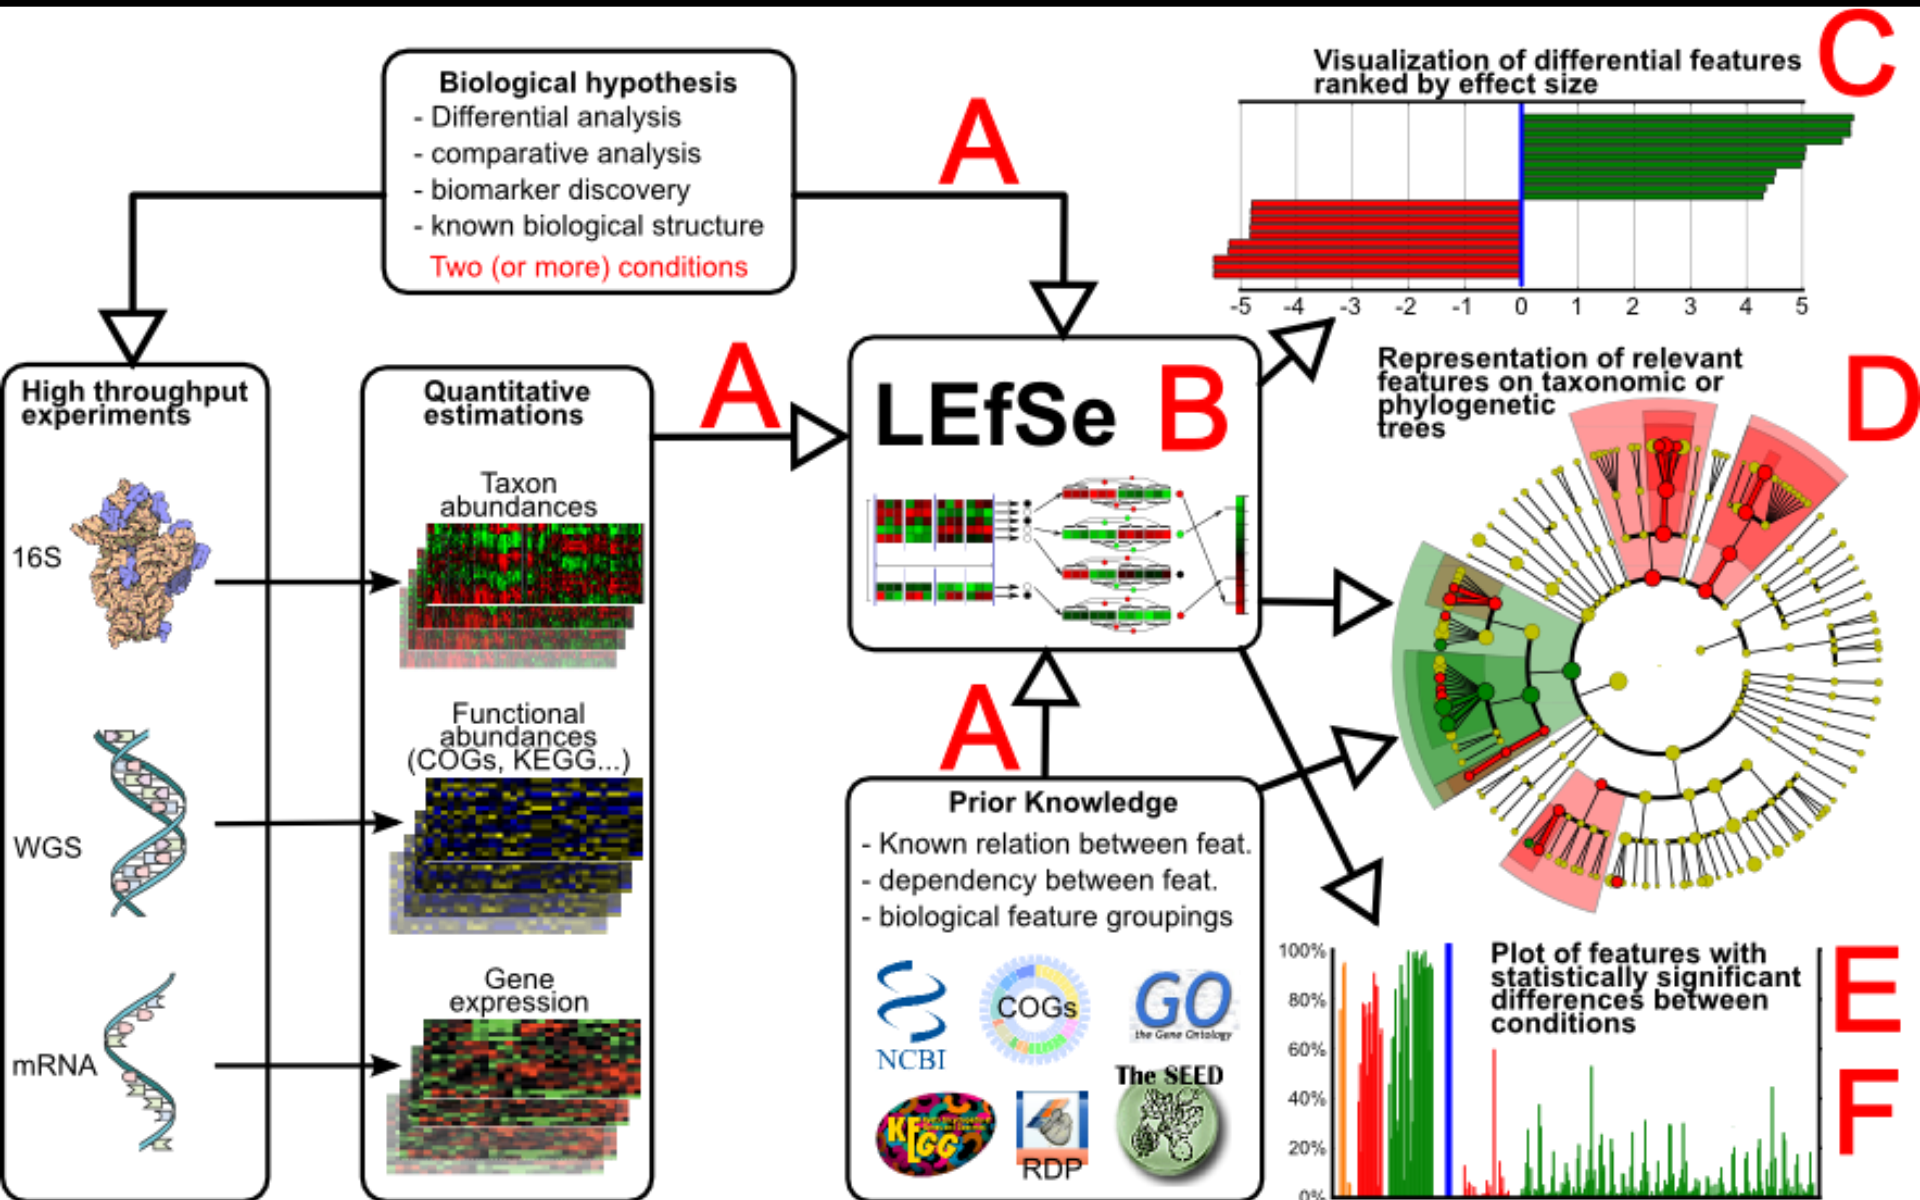 Biological hypothesis
- Differential analysis
- comparative analysis
- biomarker discovery
- known biological structure
Two (or more) conditions
A
High throughput
experiments
16S
WGS
mRNA
Quantitative
estimations
Taxon
abundances
Functional
abundances
(COGs, KEGG...)
Gene
expression
A
LEfSe
B
A
Prior Knowledge
- Known relation between feat.
- dependency between feat.
- biological feature groupings
NCBI
COGs
GO
the Gene Ontology
KEGG
RDP
The SEED
Visualization of differential features
ranked by effect size
C
-5 -4 -3 -2 -1 0 1 2 3 4 5
Representation of relevant
features on taxonomic or
phylogenetic
trees
D
Plot of features with
statistically significant
differences between
conditions
E
F
100%
80%
60%
40%
20%
0%